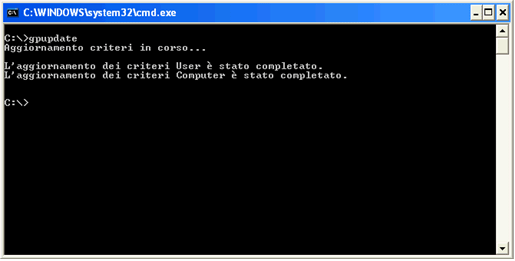 C:\WINDOWS\system32\cmd.exe
C:\>gpupdate
Aggiornamento criteri in corso...
L'aggiornamento dei criteri User è stato completato.
L'aggiornamento dei criteri Computer è stato completato.
C:\>